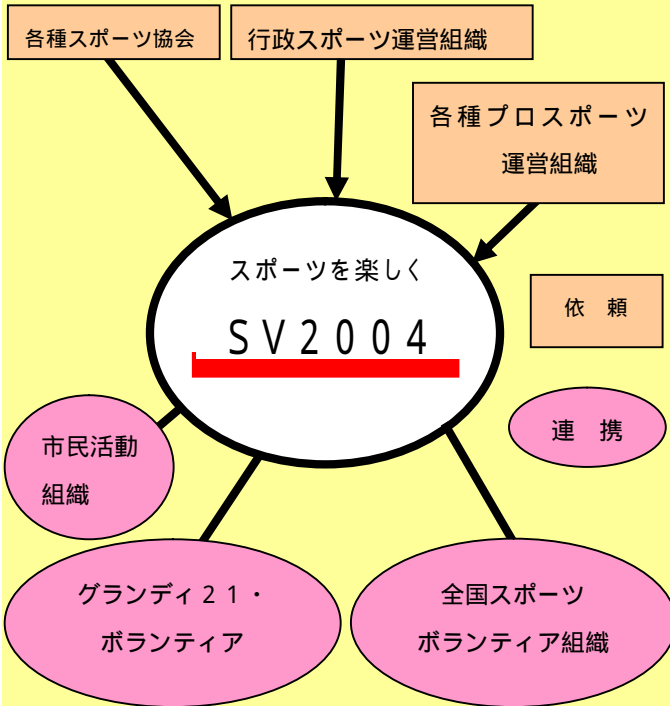 各種スポーツ協会
行政スポーツ運営組織
各種プロスポーツ
運営組織
スポーツを楽しく
SV2004
依 頼
連 携
市民活動
組織
グランディ21・
ボランティア
全国スポーツ
ボランティア組織